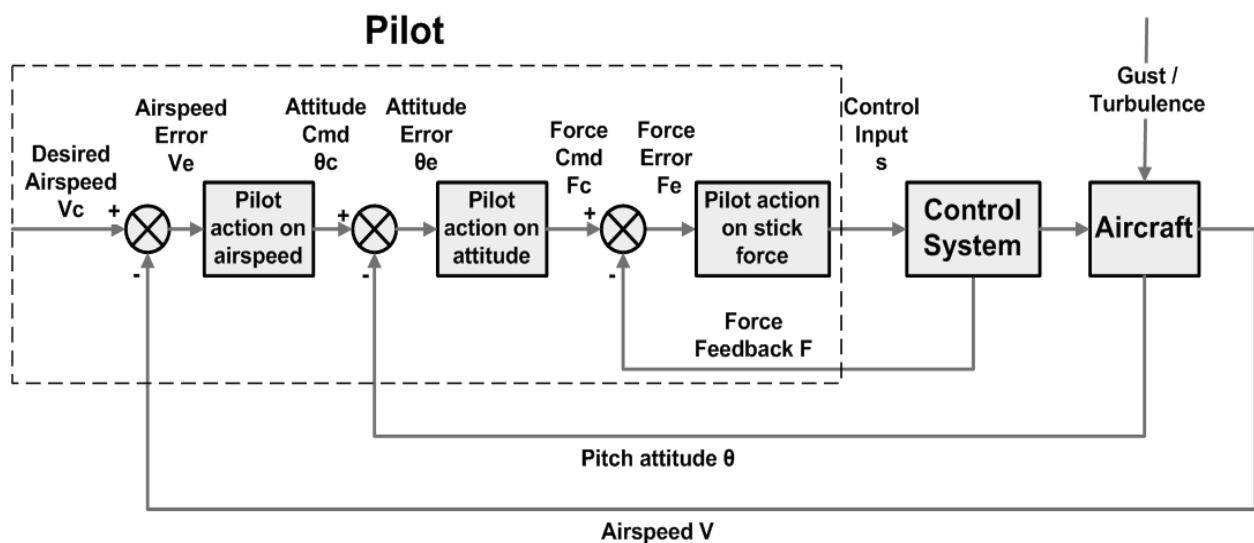 Pilot
Gust /
Turbulence
Desired
Airspeed
Vc
+
-
Airspeed
Error
Ve
Pilot
action on
airspeed
Attitude
Cmd
θc
+
-
Attitude
Error
θe
Pilot
action on
attitude
Force
Cmd
Fc
+
-
Force
Error
Fe
Pilot action
on stick
force
Control
Input
s
Control
System
Aircraft
Force
Feedback F
Pitch attitude θ
Airspeed V